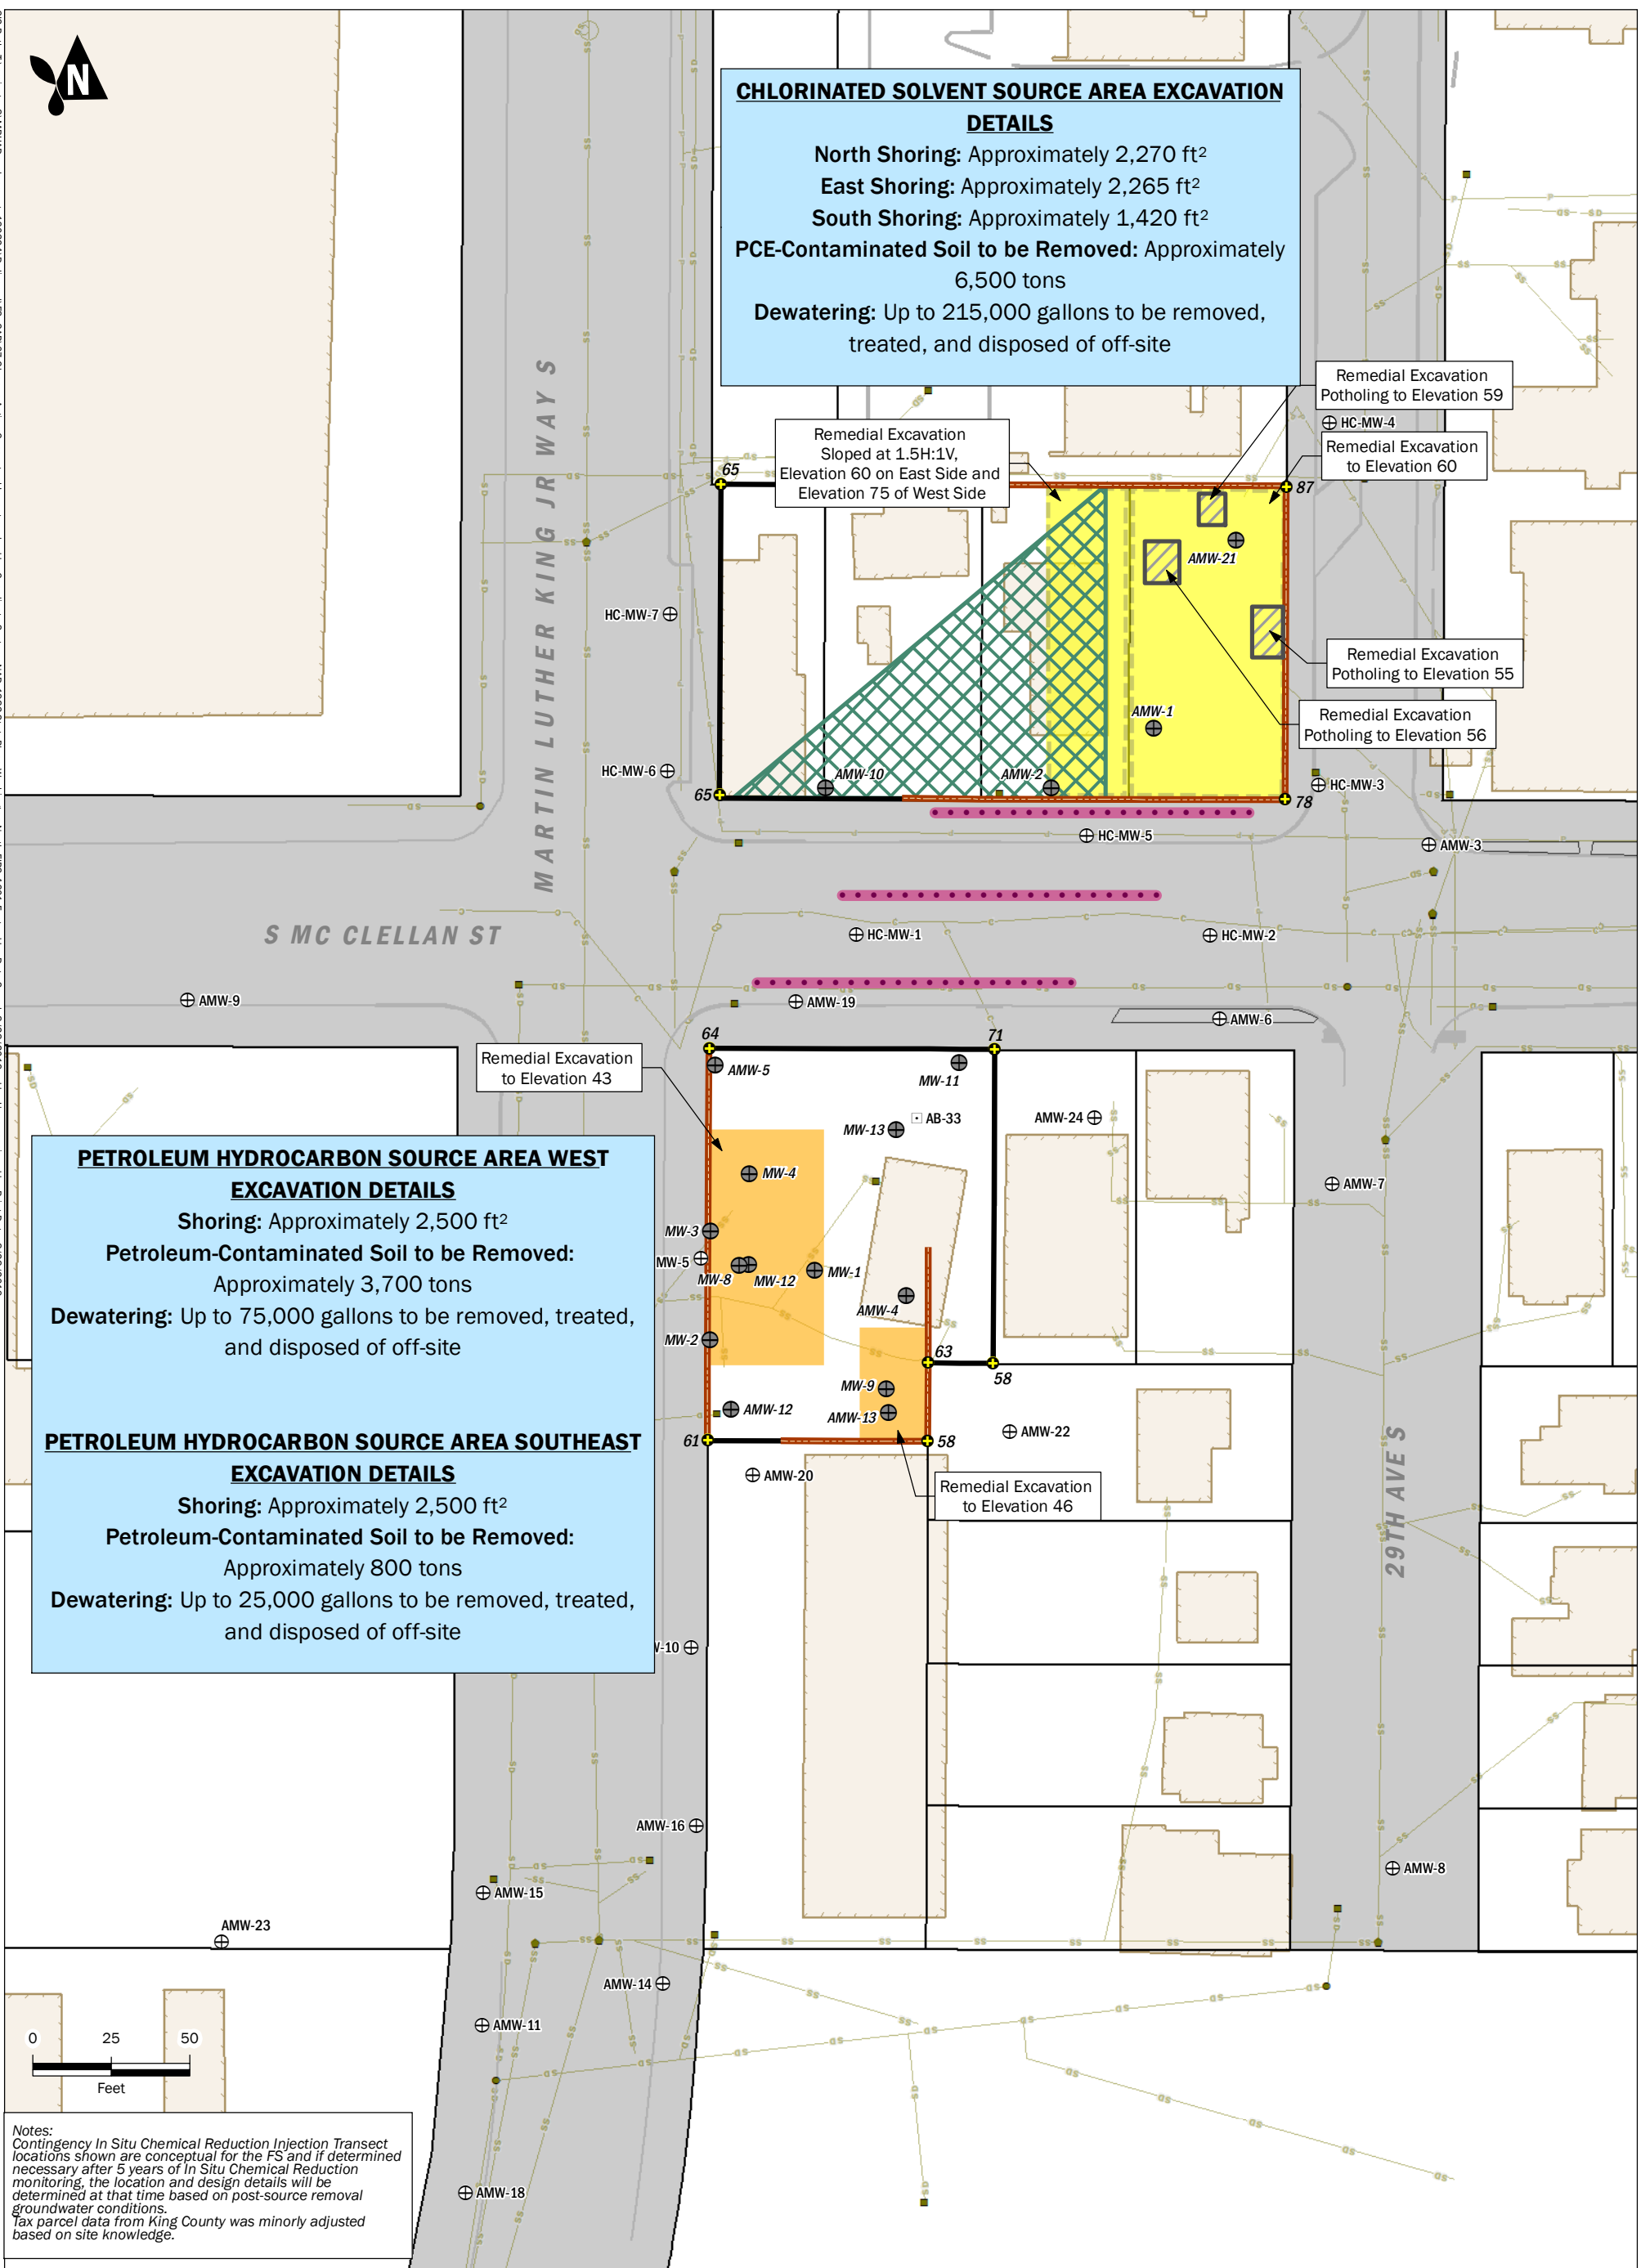 N
CHLORINATED SOLVENT SOURCE AREA EXCAVATION
DETAILS
North Shoring: Approximately 2,270 ft²
East Shoring: Approximately 2,265 ft²
South Shoring: Approximately 1,420 ft²
PCE-Contaminated Soil to be Removed: Approximately
6,500 tons
Dewatering: Up to 215,000 gallons to be removed,
treated, and disposed of off-site
Remedial Excavation
Potholing to Elevation 59
HC-MW-4
Remedial Excavation
to Elevation 60
Remedial Excavation
Sloped at 1.5H:1V,
Elevation 60 on East Side and
Elevation 75 of West Side
65
87
AMW-21
MARTIN LUTHER KING JR WAY S
HC-MW-7
Remedial Excavation
Potholing to Elevation 55
Remedial Excavation
Potholing to Elevation 56
AMW-1
HC-MW-6
AMW-10
AMW-2
HC-MW-3
65
78
HC-MW-5
AMW-3
S MC CLELLAN ST
HC-MW-1
HC-MW-2
AMW-9
AMW-19
AMW-6
64
71
Remedial Excavation
to Elevation 43
AMW-5
MW-11
MW-13
AB-33
AMW-24
MW-4
AMW-7
MW-3
MW-5
MW-8
MW-12
MW-1
AMW-4
MW-2
63
58
MW-9
AMW-12
AMW-13
AMW-22
61
58
AMW-20
Remedial Excavation
to Elevation 46
29TH AVE S
PETROLEUM HYDROCARBON SOURCE AREA WEST
EXCAVATION DETAILS
Shoring: Approximately 2,500 ft²
Petroleum-Contaminated Soil to be Removed:
Approximately 3,700 tons
Dewatering: Up to 75,000 gallons to be removed, treated,
and disposed of off-site
PETROLEUM HYDROCARBON SOURCE AREA SOUTHEAST
EXCAVATION DETAILS
Shoring: Approximately 2,500 ft²
Petroleum-Contaminated Soil to be Removed:
Approximately 800 tons
Dewatering: Up to 25,000 gallons to be removed, treated,
and disposed of off-site
-10
AMW-16
AMW-8
AMW-15
AMW-23
AMW-14
AMW-11
0 25 50
Feet
AMW-18
Notes:
Contingency In Situ Chemical Reduction Injection Transect
locations shown are conceptual for the FS and if determined
necessary after 5 years of In Situ Chemical Reduction
monitoring, the location and design details will be
determined at that time based on post-source removal
groundwater conditions.
Tax parcel data from King County was minorly adjusted
based on site knowledge.